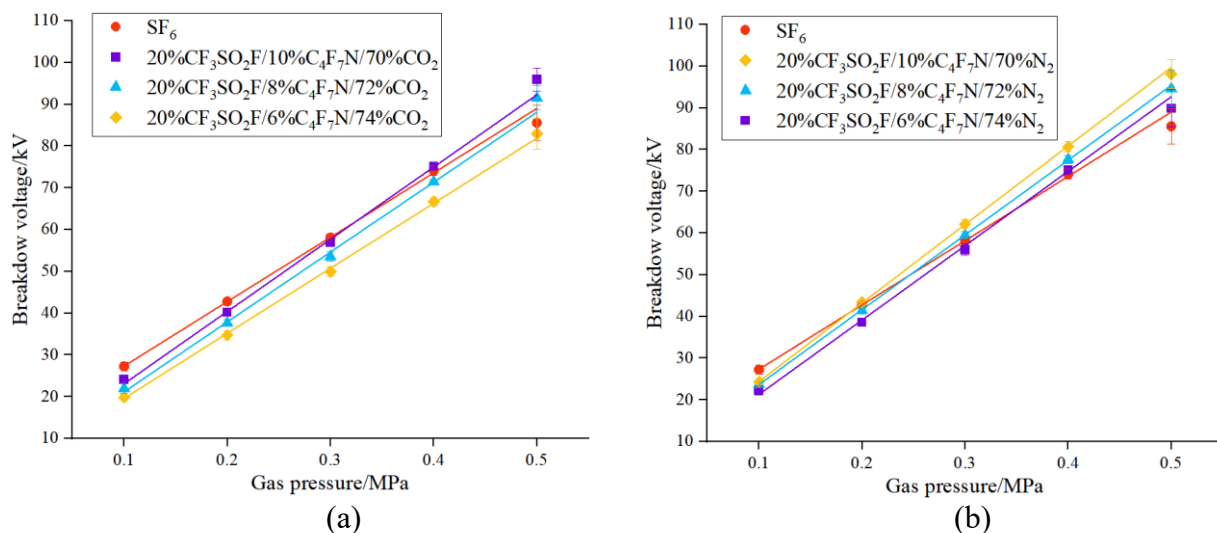 110
100
90
80
70
60
50
40
30
20
10
Breakdow voltage/kV
SF₆
20%CF₃SO₂F/10%C₄F₇N/70%CO₂
20%CF₃SO₂F/8%C₄F₇N/72%CO₂
20%CF₃SO₂F/6%C₄F₇N/74%CO₂
0.1 0.2 0.3 0.4 0.5
Gas pressure/MPa
(a)
110
100
90
80
70
60
50
40
30
20
10
Breakdow voltage/kV
SF₆
20%CF₃SO₂F/10%C₄F₇N/70%N₂
20%CF₃SO₂F/8%C₄F₇N/72%N₂
20%CF₃SO₂F/6%C₄F₇N/74%N₂
0.1 0.2 0.3 0.4 0.5
Gas pressure/MPa
(b)